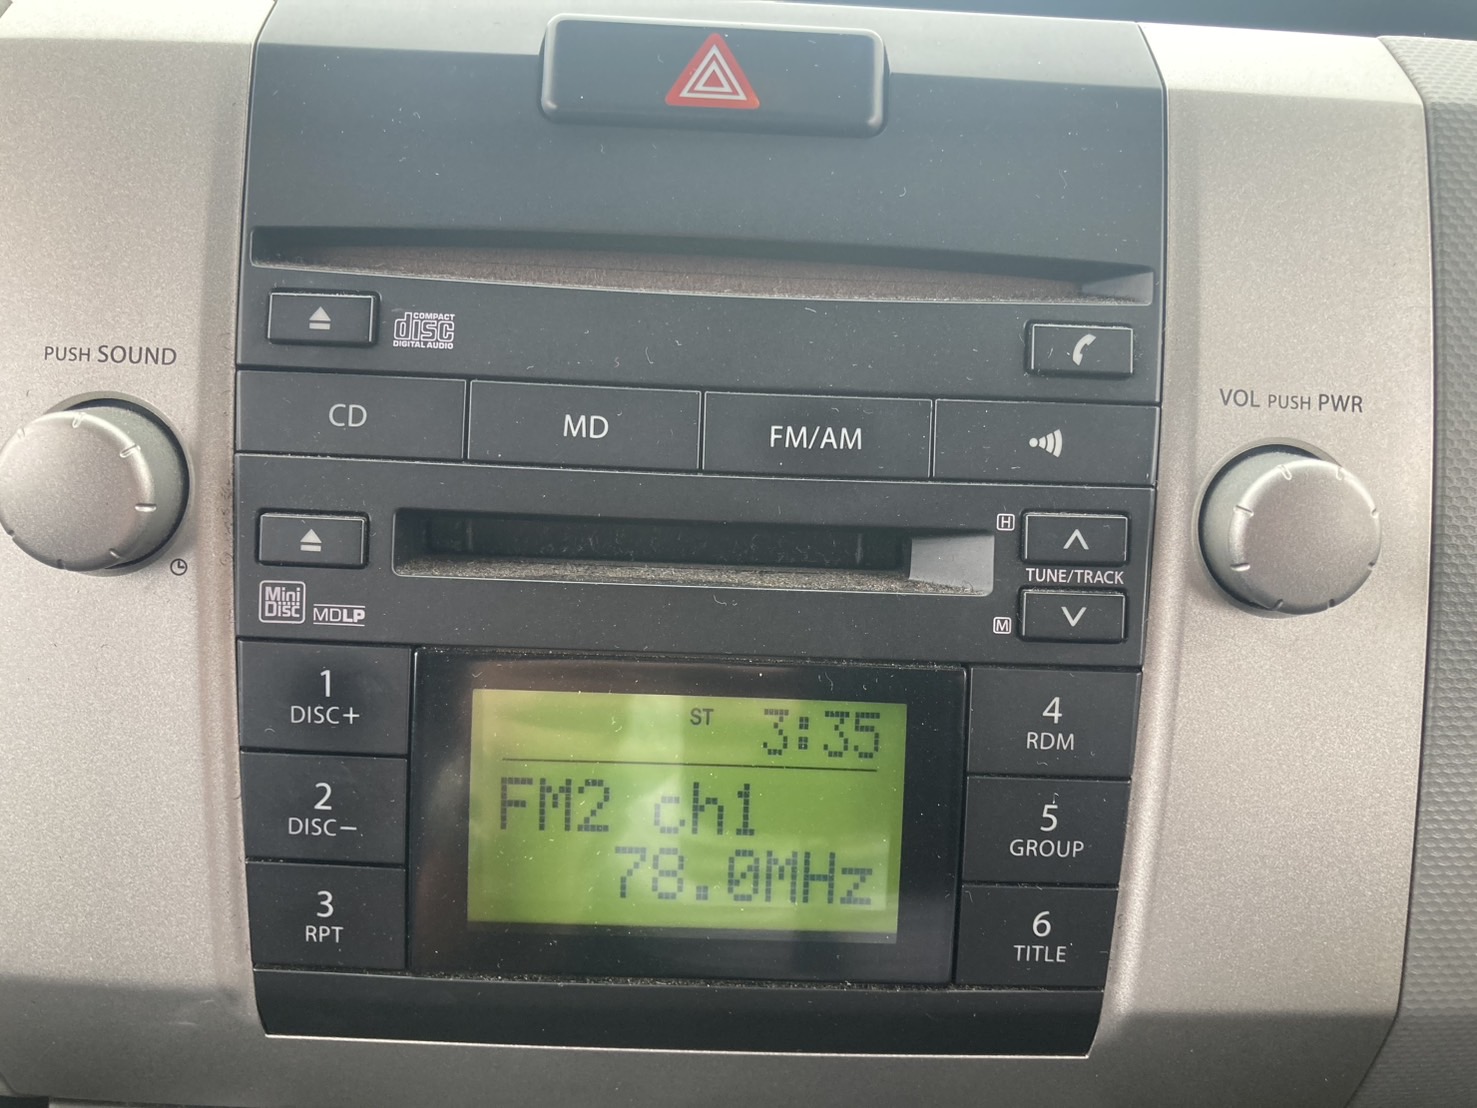 COMPACT
disc
DIGITAL AUDIO
PUSH SOUND
VOL PUSH PWR
CD
MD
FM/AM
H
TUNE/TRACK
M
Mini
Disc
MDLP
1
DISC+
2
DISC−
3
RPT
ST 3:35
FM2 ch1
78.0MHz
4
RDM
5
GROUP
6
TITLE